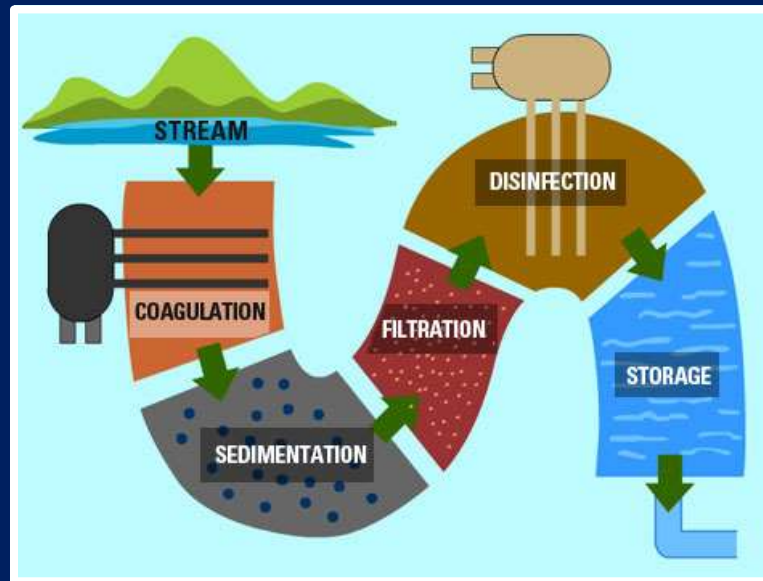 STREAM
COAGULATION
SEDIMENTATION
FILTRATION
DISINFECTION
STORAGE